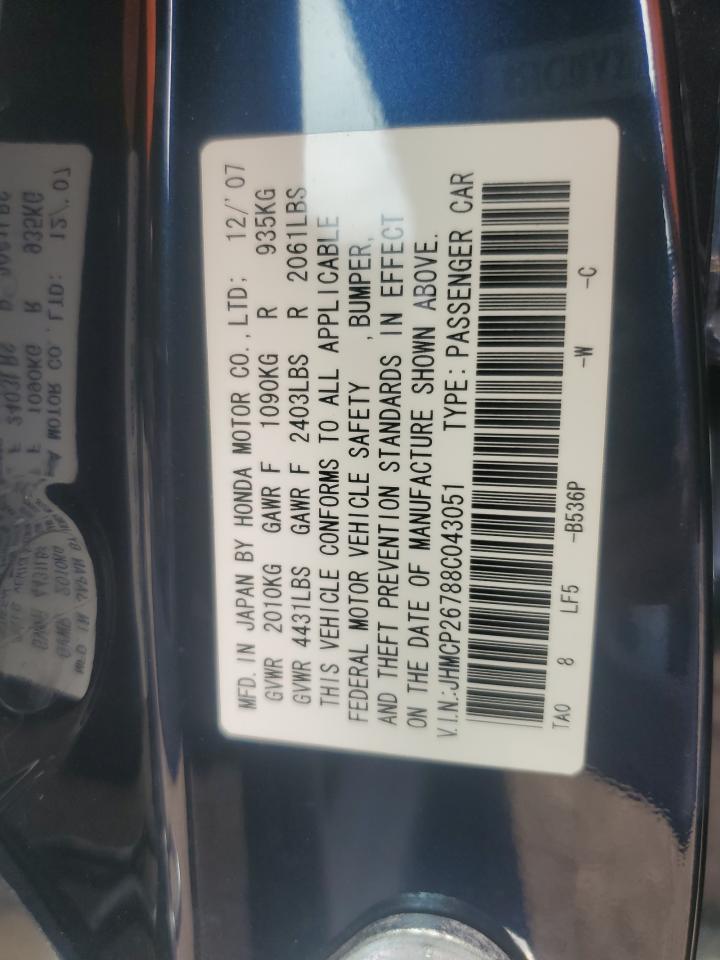 MFD. IN JAPAN BY HONDA MOTOR CO., LTD; 12/'07
GVWR 2010KG GAWR F 1090KG R 935KG
GVWR 4431LBS GAWR F 2403LBS R 2061LBS
THIS VEHICLE CONFORMS TO ALL APPLICABLE
FEDERAL MOTOR VEHICLE SAFETY , BUMPER,
AND THEFT PREVENTION STANDARDS IN EFFECT
ON THE DATE OF MANUFACTURE SHOWN ABOVE.
V.I.N.:JHMCP26788C043051 TYPE: PASSENGER CAR
TA0 8 LF5 -B536P -W -C